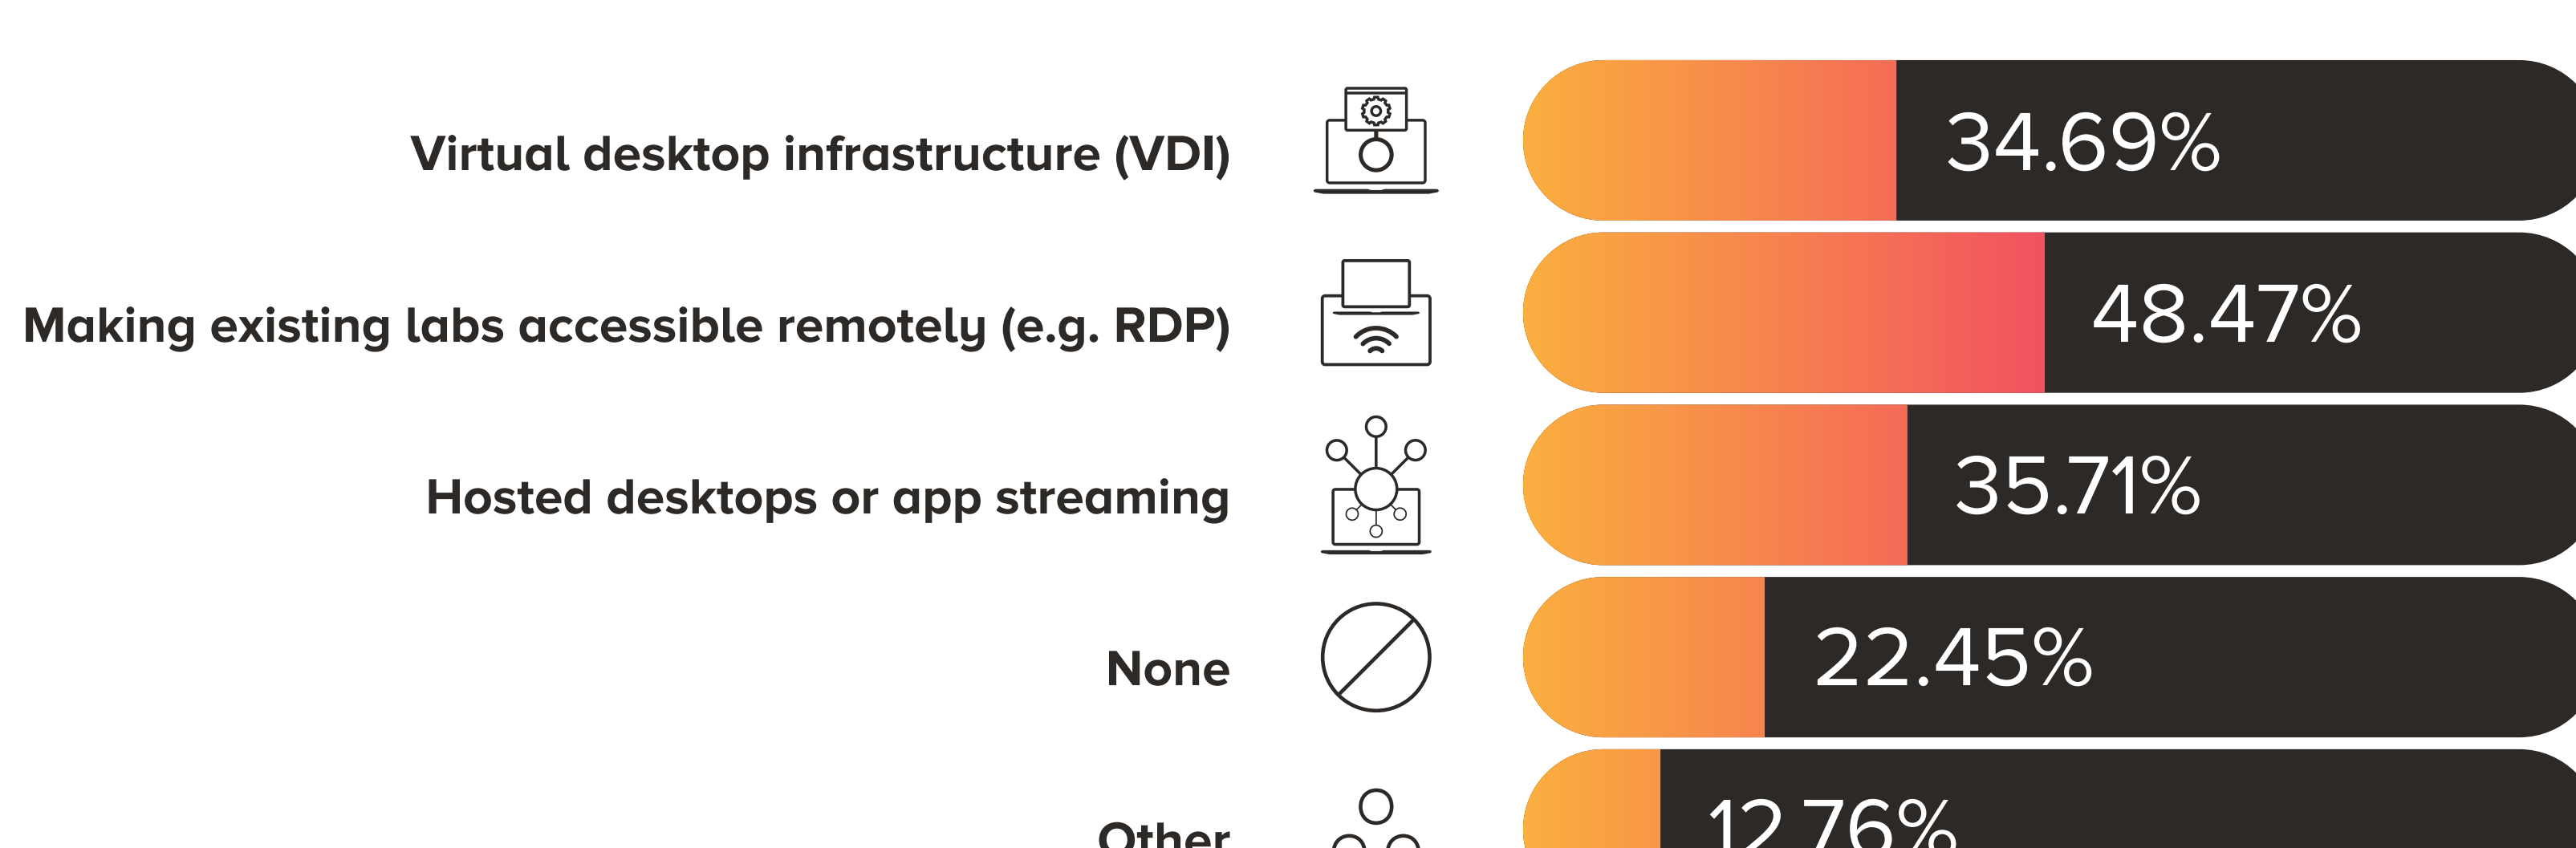 Virtual desktop infrastructure (VDI) 34.69%
Making existing labs accessible remotely (e.g. RDP) 48.47%
Hosted desktops or app streaming 35.71%
None 22.45%
Other 12.76%